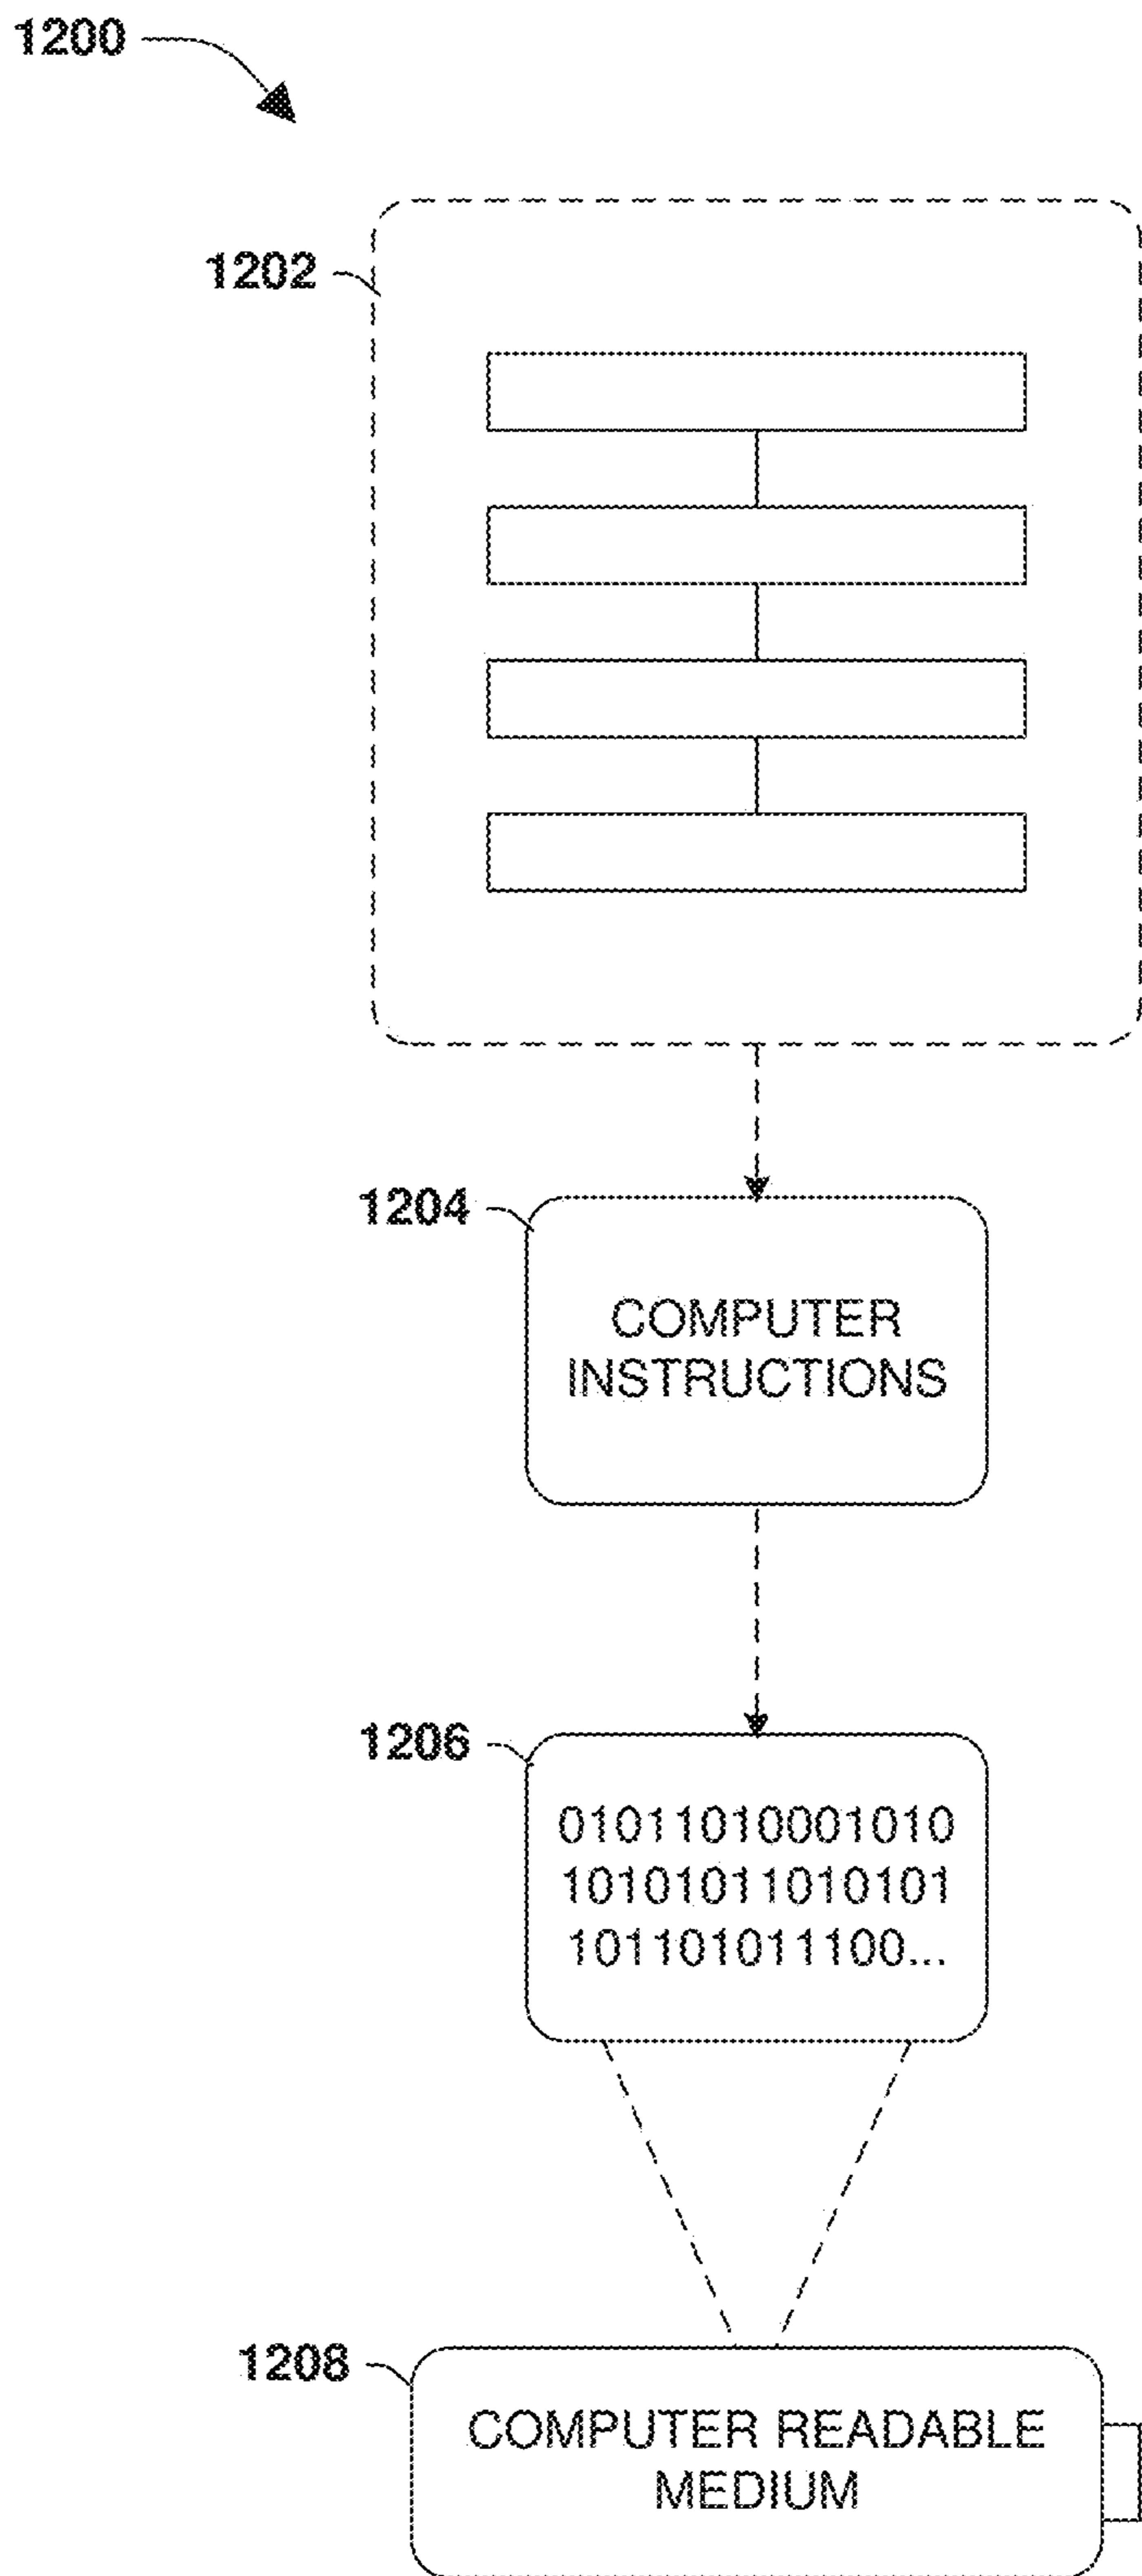 1200
1202
1204
COMPUTER
INSTRUCTIONS
1206
01011010001010
10101011010101
101101011100...
1208
COMPUTER READABLE
MEDIUM